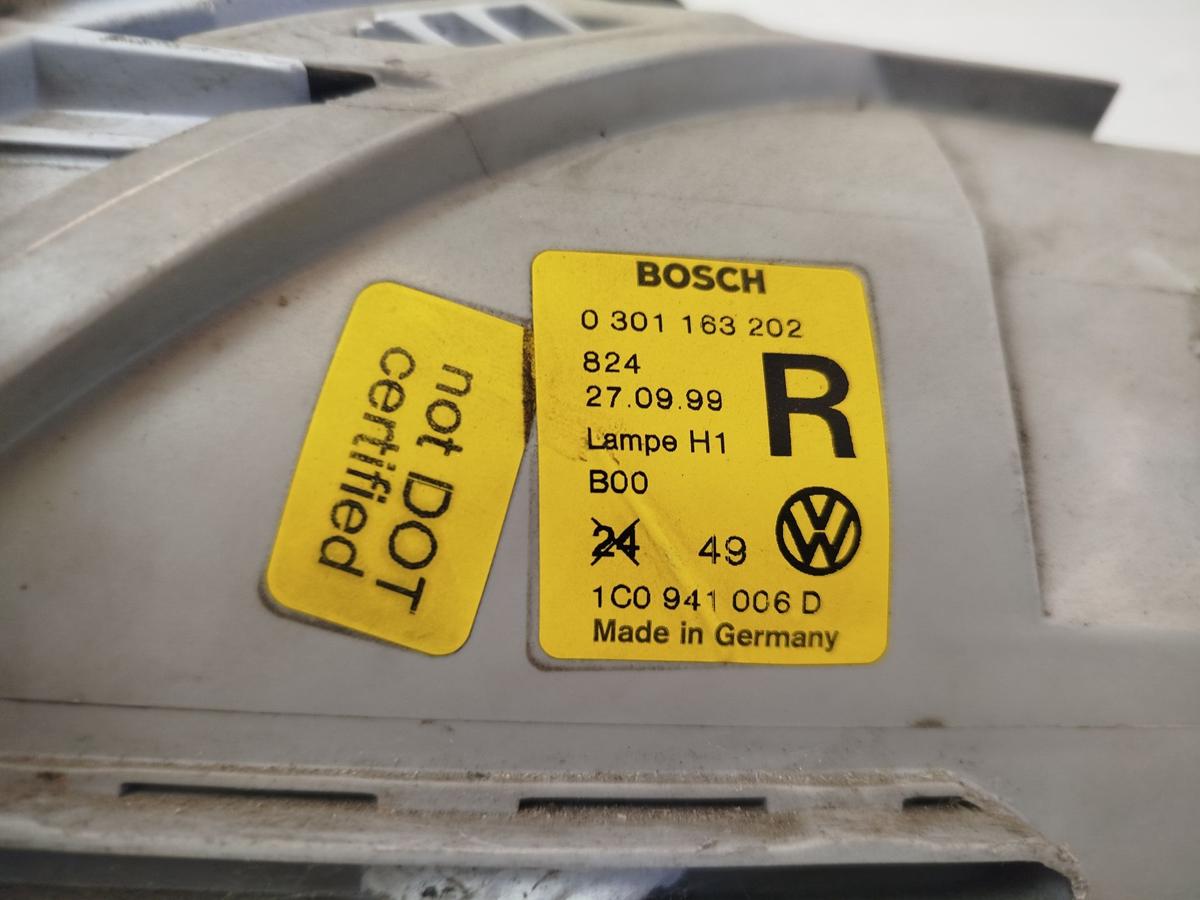 not DOT
certified
BOSCH
0 301 163 202
824
27.09.99
R
Lampe H1
B00
24 49
1C0 941 006 D
Made in Germany